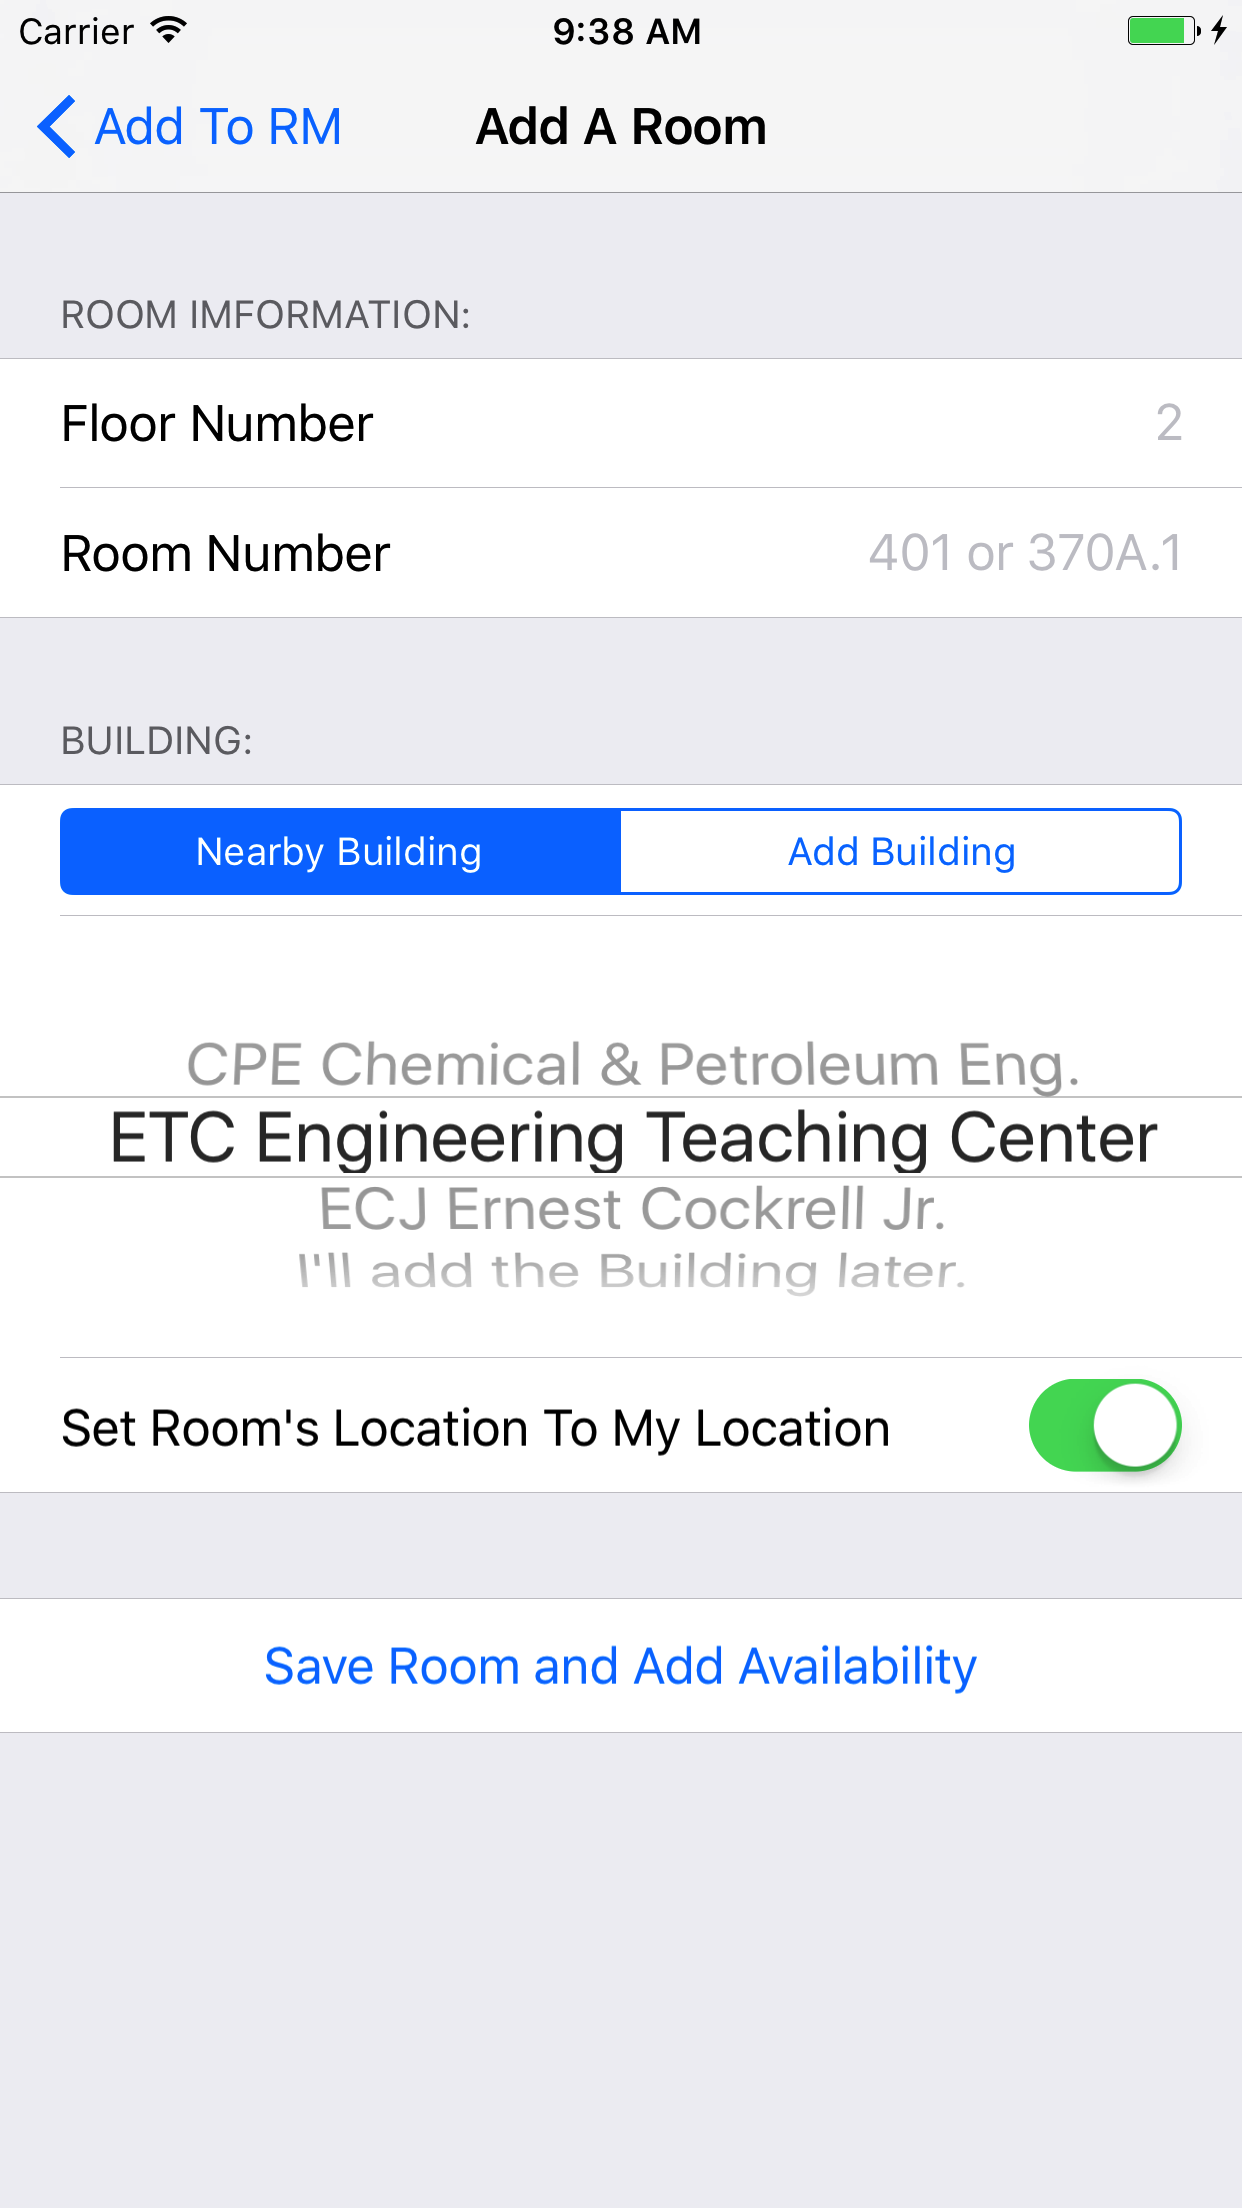 Carrier 9:38 AM
Add To RM Add A Room
ROOM IMFORMATION:
Floor Number 2
Room Number 401 or 370A.1
BUILDING:
Nearby Building Add Building
CPE Chemical & Petroleum Eng.
ETC Engineering Teaching Center
ECJ Ernest Cockrell Jr.
I'll add the Building later.
Set Room's Location To My Location
Save Room and Add Availability